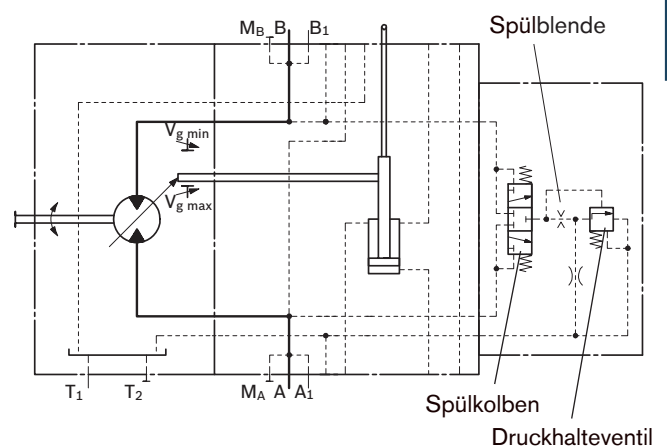 Spülblende
M_B B B_1
V_g min
V_g max
T_1 T_2
M_A A A_1
Spülkolben
Druckhalteventil